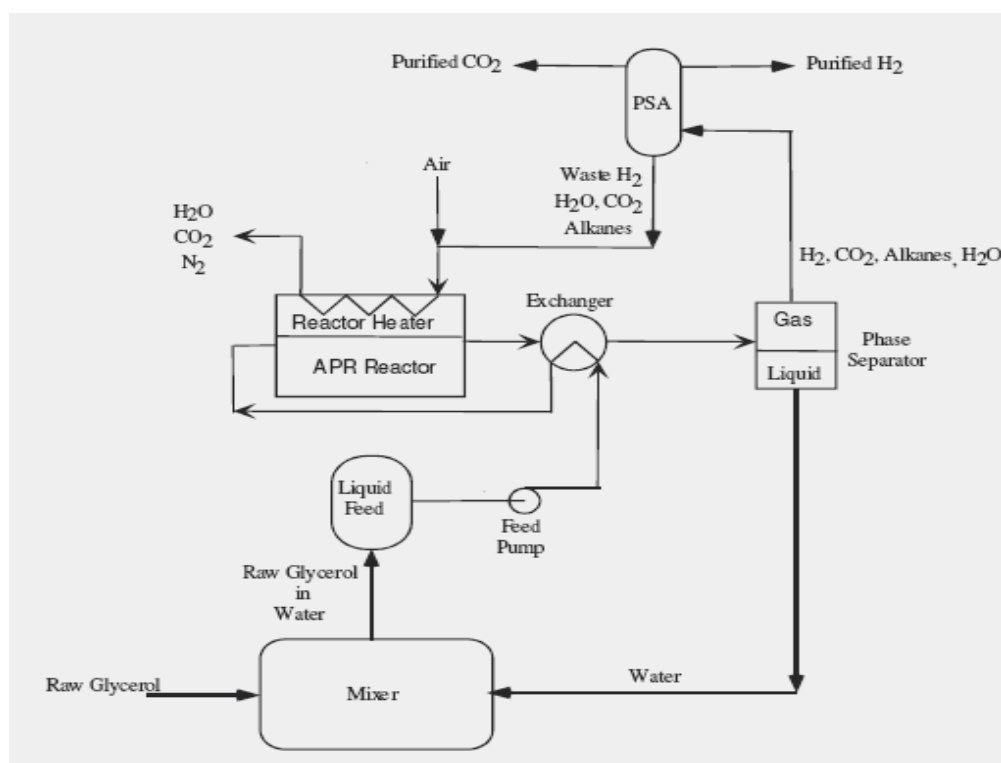 Purified CO2
Purified H2
PSA
Air
Waste H2
H2O, CO2
Alkanes
H2O
CO2
N2
H2, CO2, Alkanes, H2O
Exchanger
Reactor Heater
APR Reactor
Gas
Liquid
Phase
Separator
Liquid
Feed
Feed
Pump
Raw Glycerol
in
Water
Raw Glycerol
Mixer
Water